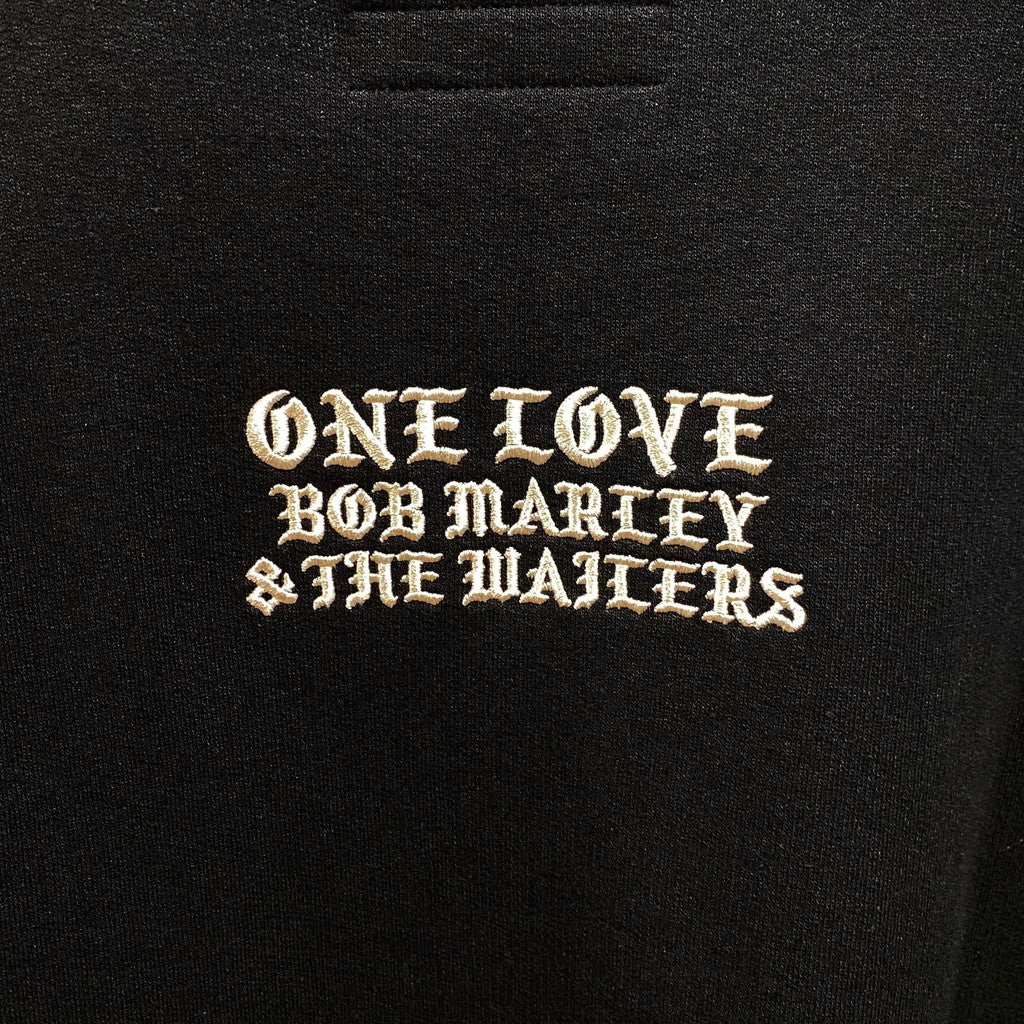 ONE LOVE
BOB MARLEY
& THE WAILERS